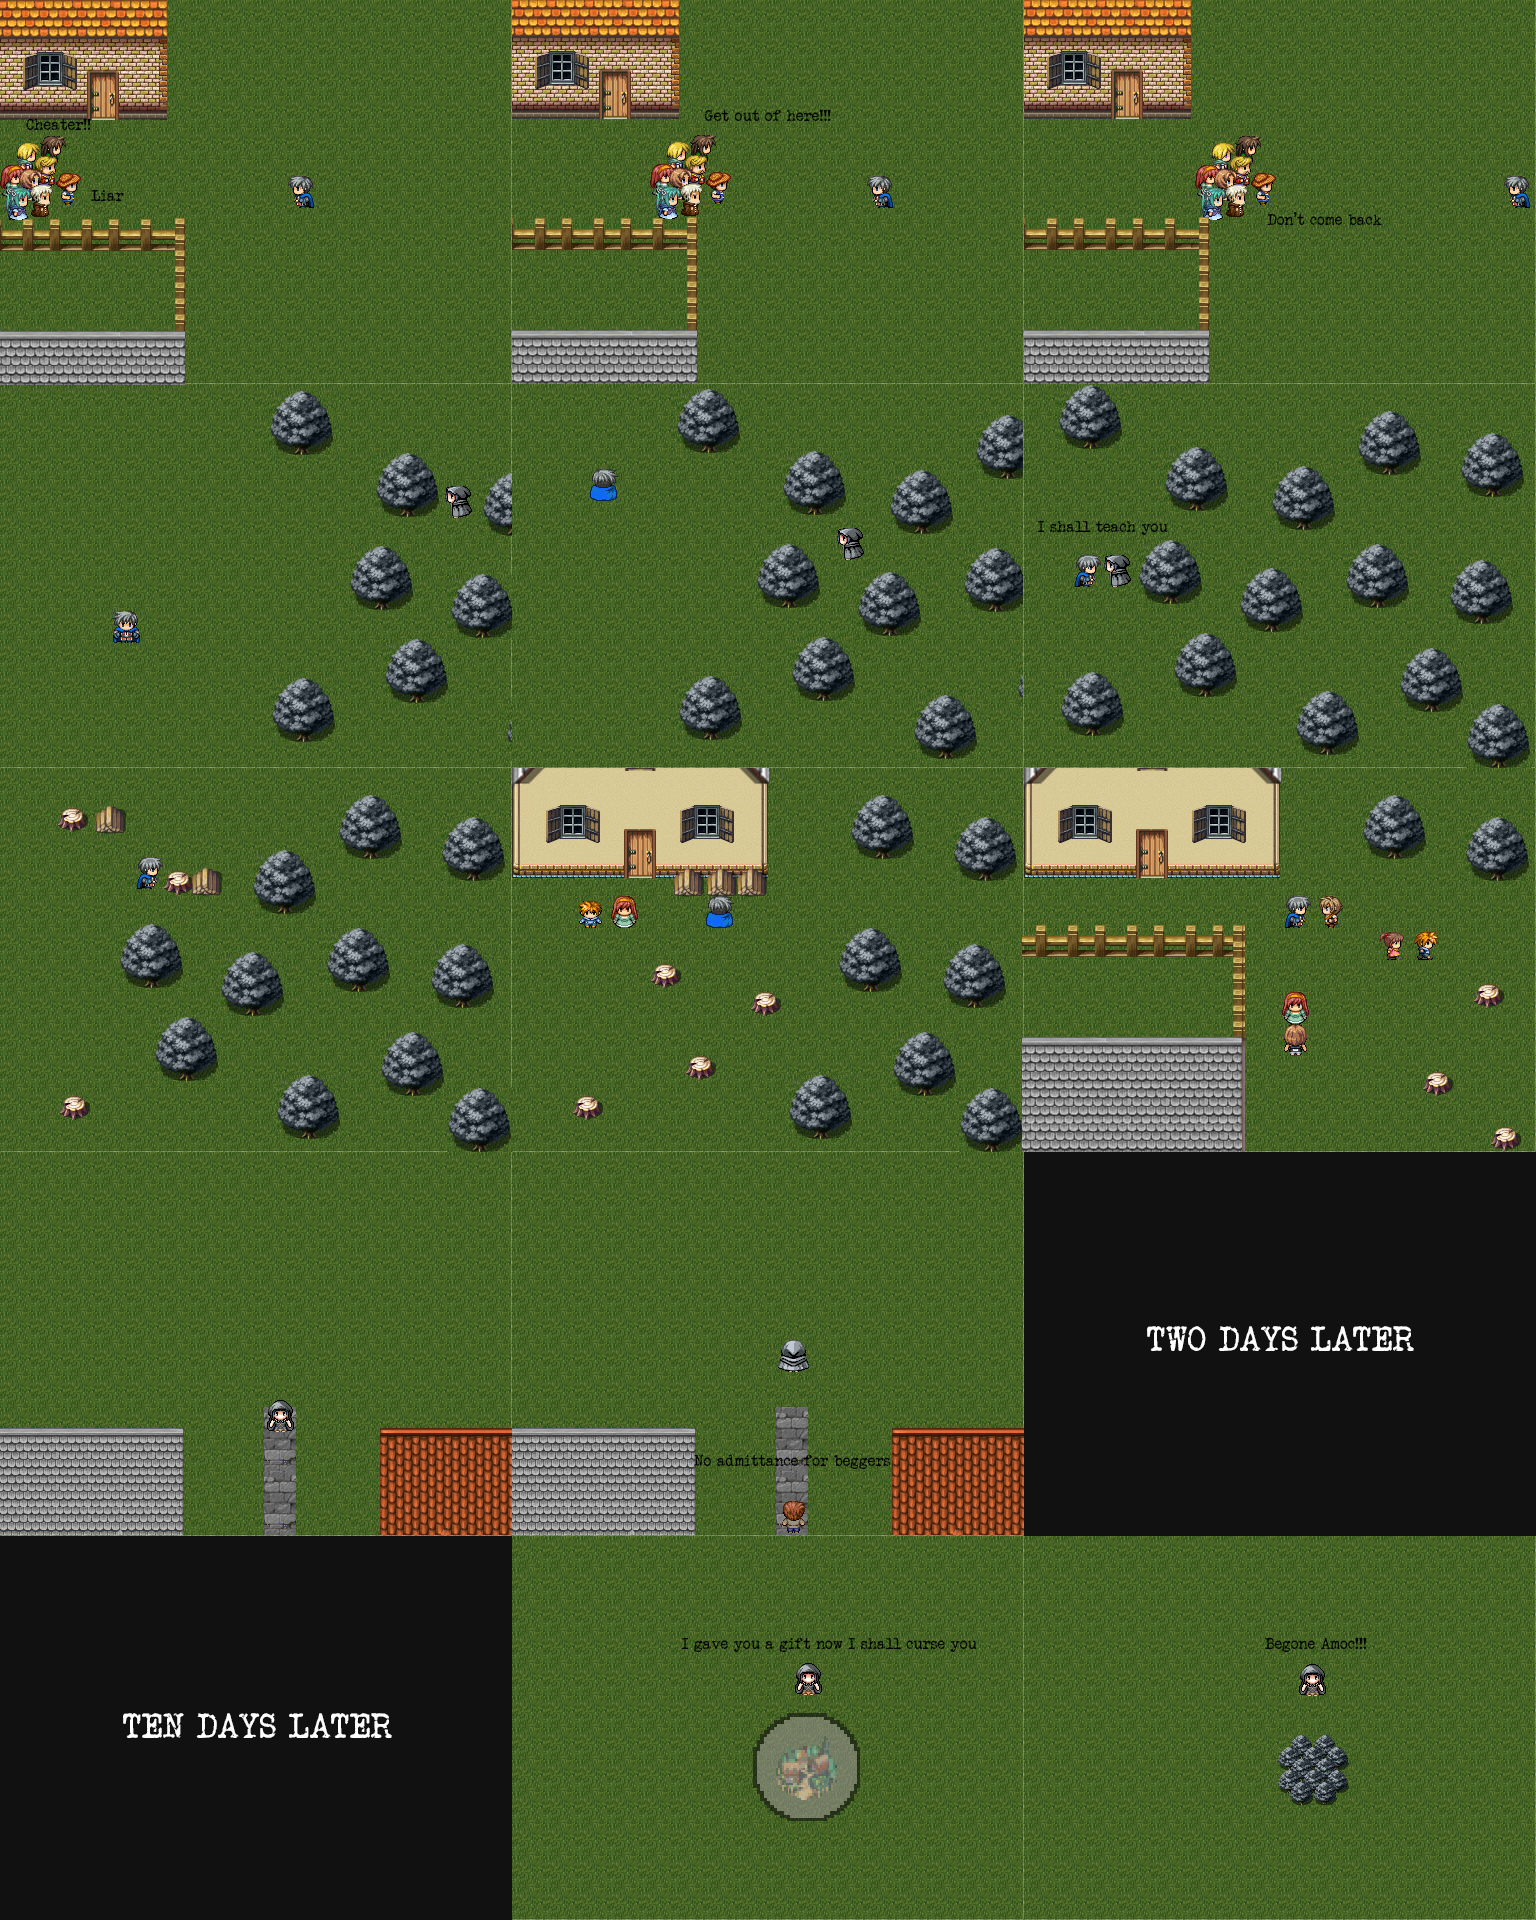 Cheater!!
Liar
Get out of here!!!
Don't come back
I shall teach you
No admittance for beggers
TWO DAYS LATER
TEN DAYS LATER
I gave you a gift now I shall curse you
Begone Amoc!!!